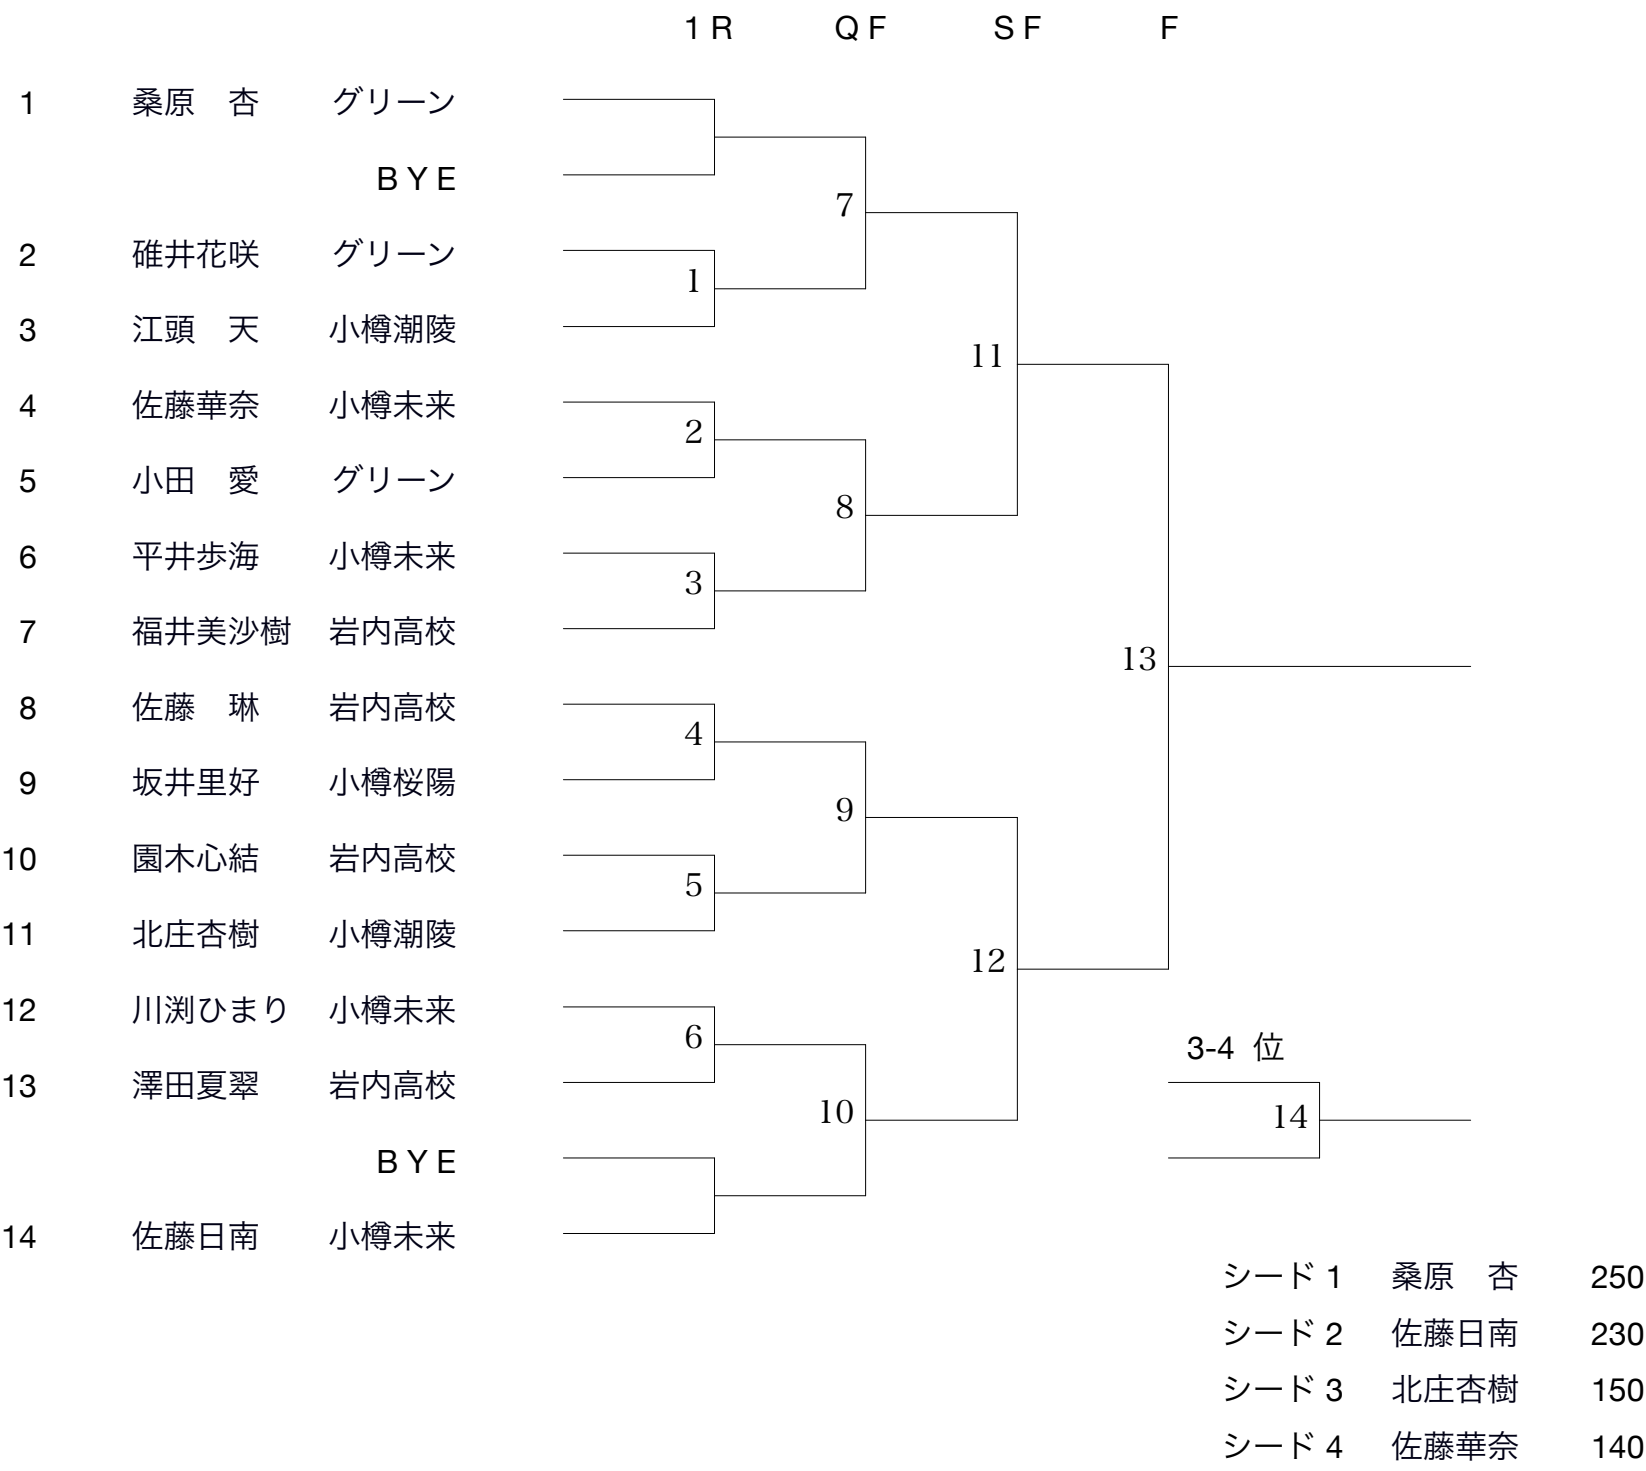 1 R QF SF F
1 桑原　杏 グリーン
BYE
7
2 碓井花咲 グリーン
1
3 江頭　天 小樽潮陵
11
4 佐藤華奈 小樽未来
2
5 小田　愛 グリーン
8
6 平井歩海 小樽未来
3
7 福井美沙樹 岩内高校
13
8 佐藤　琳 岩内高校
4
9 坂井里好 小樽桜陽
9
10 園木心結 岩内高校
5
11 北庄杏樹 小樽潮陵
12
12 川渕ひまり 小樽未来
6
3-4 位
13 澤田夏翠 岩内高校
10
14
BYE
14 佐藤日南 小樽未来
シード 1 桑原　杏 250
シード 2 佐藤日南 230
シード 3 北庄杏樹 150
シード 4 佐藤華奈 140